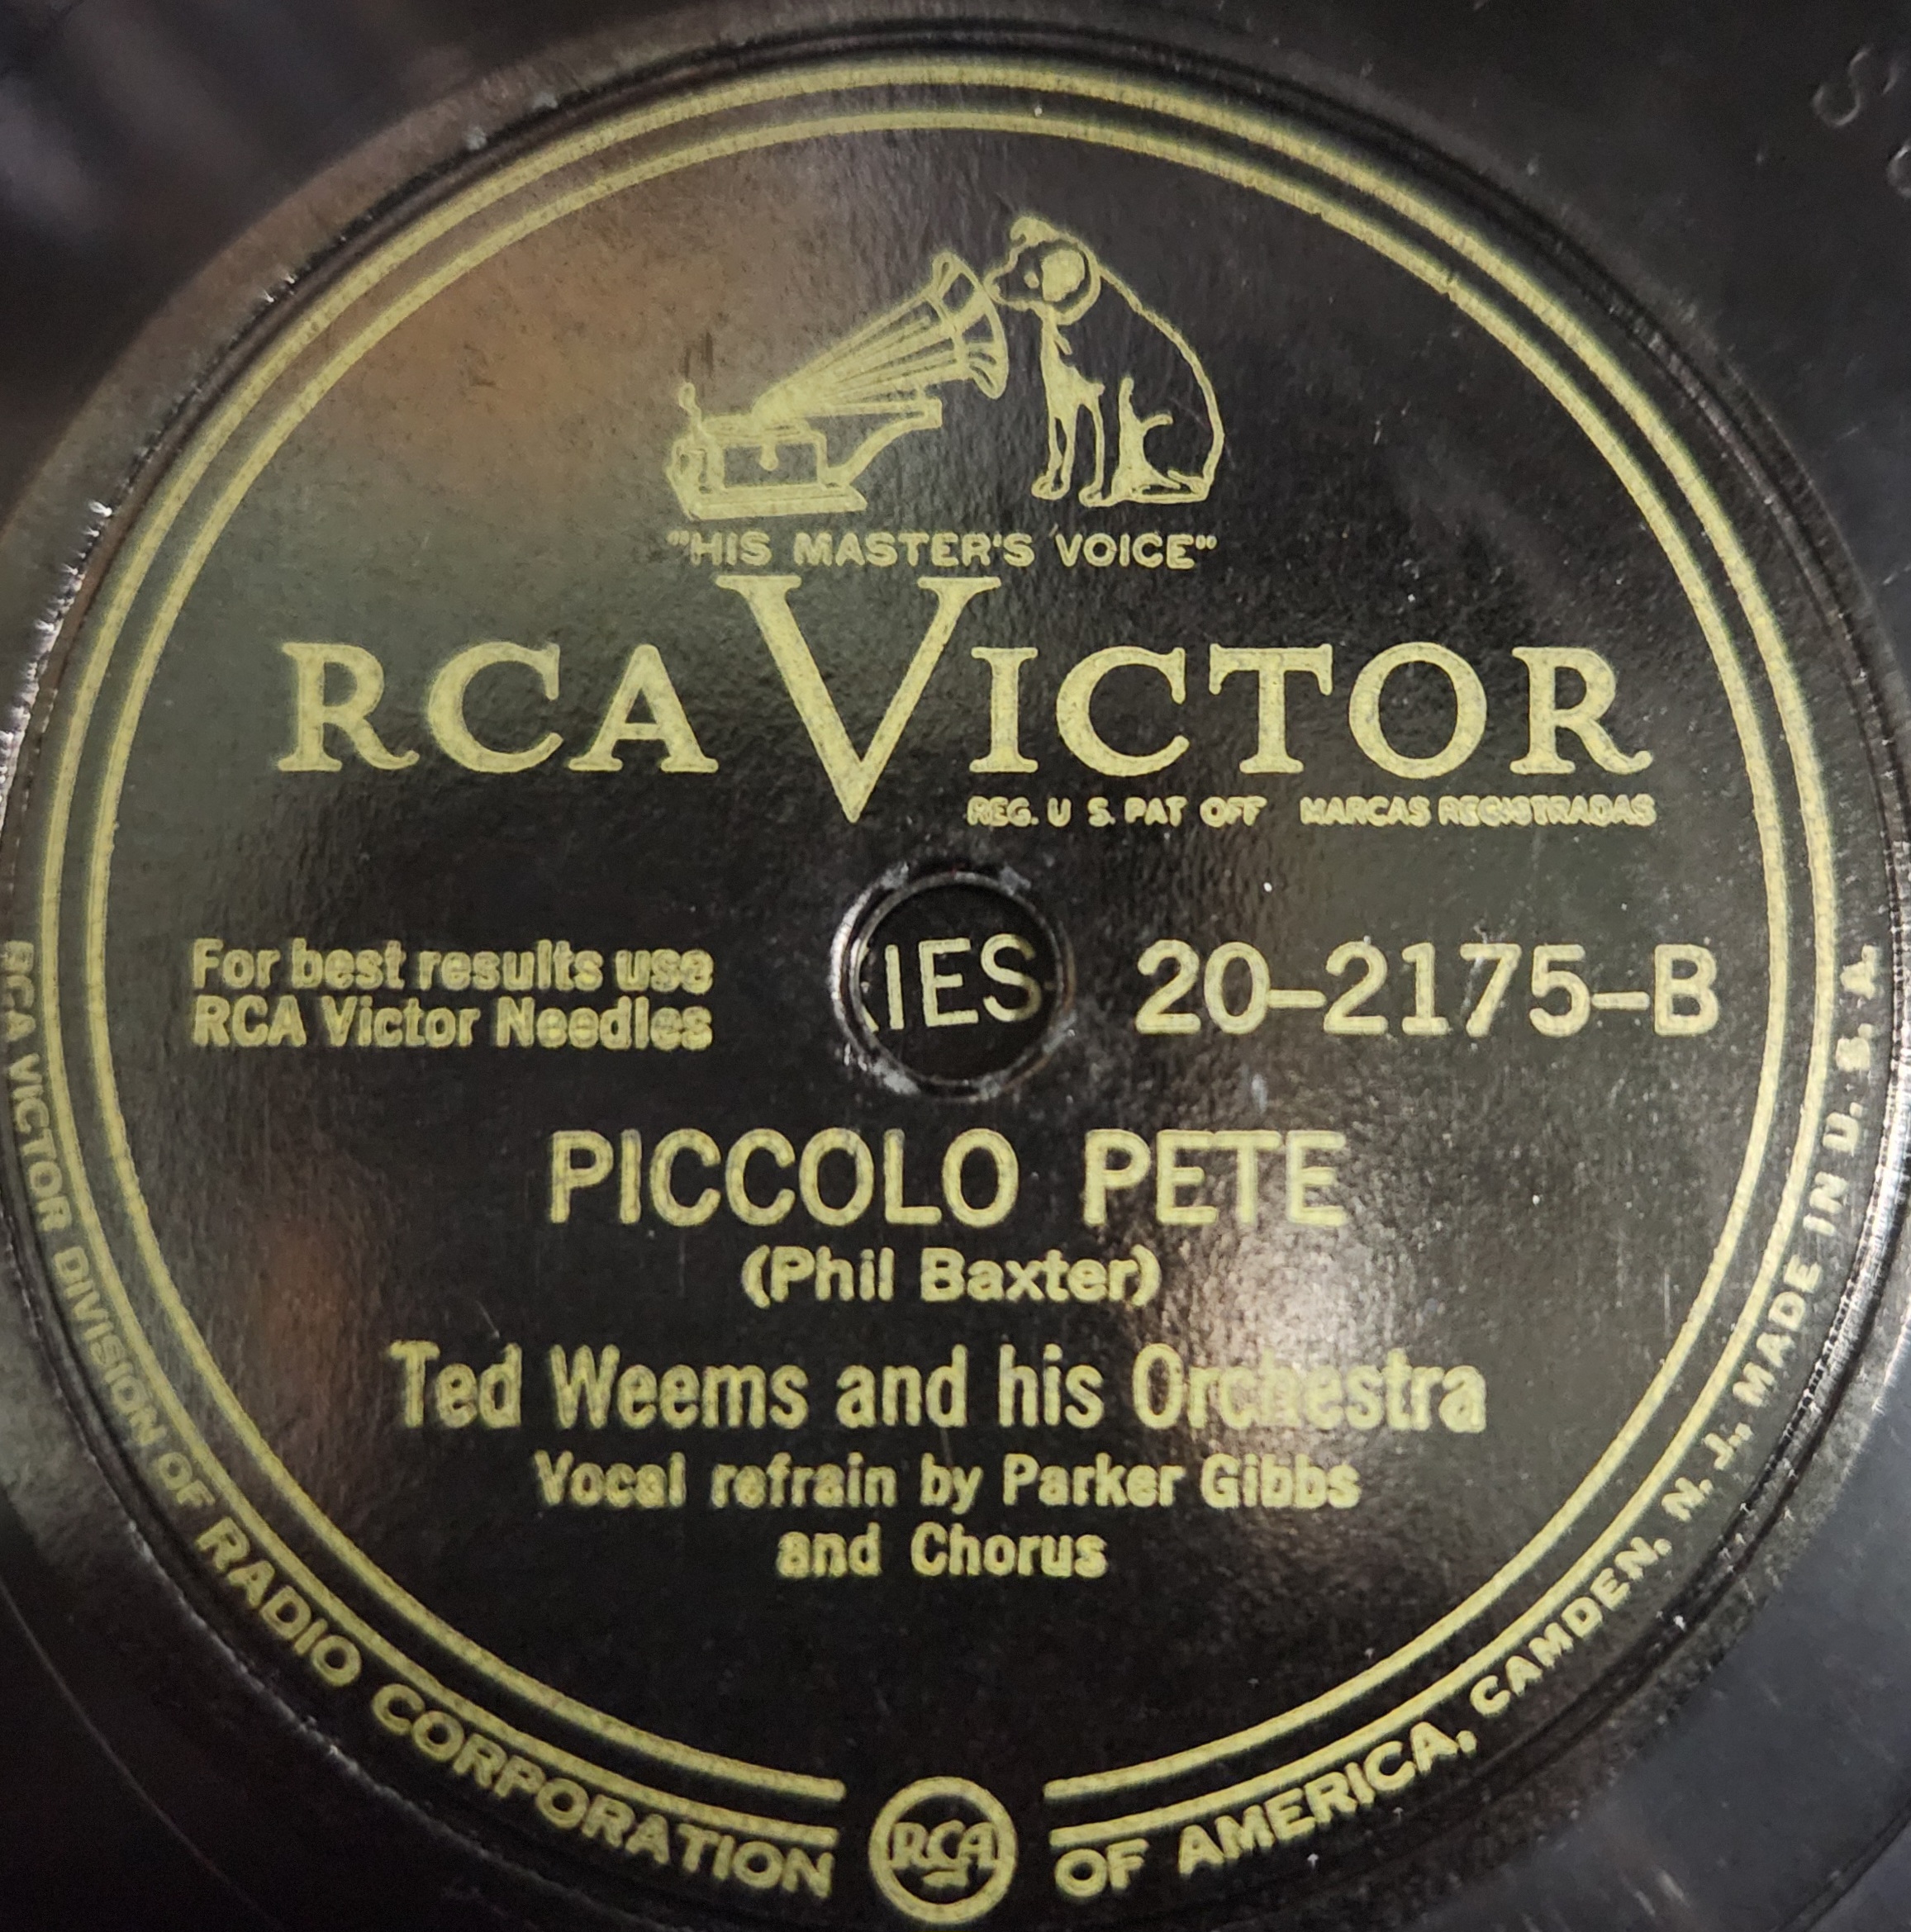 "HIS MASTER'S VOICE"
RCA VICTOR
REG. U S. PAT OFF MARCAS REGISTRADAS
For best results use
RCA Victor Needles
IES
20-2175-B
PICCOLO PETE
(Phil Baxter)
Ted Weems and his Orchestra
Vocal refrain by Parker Gibbs
and Chorus
RCA VICTOR DIVISION OF RADIO CORPORATION OF AMERICA, CAMDEN, N. J., MADE IN U. S. A.
RCA